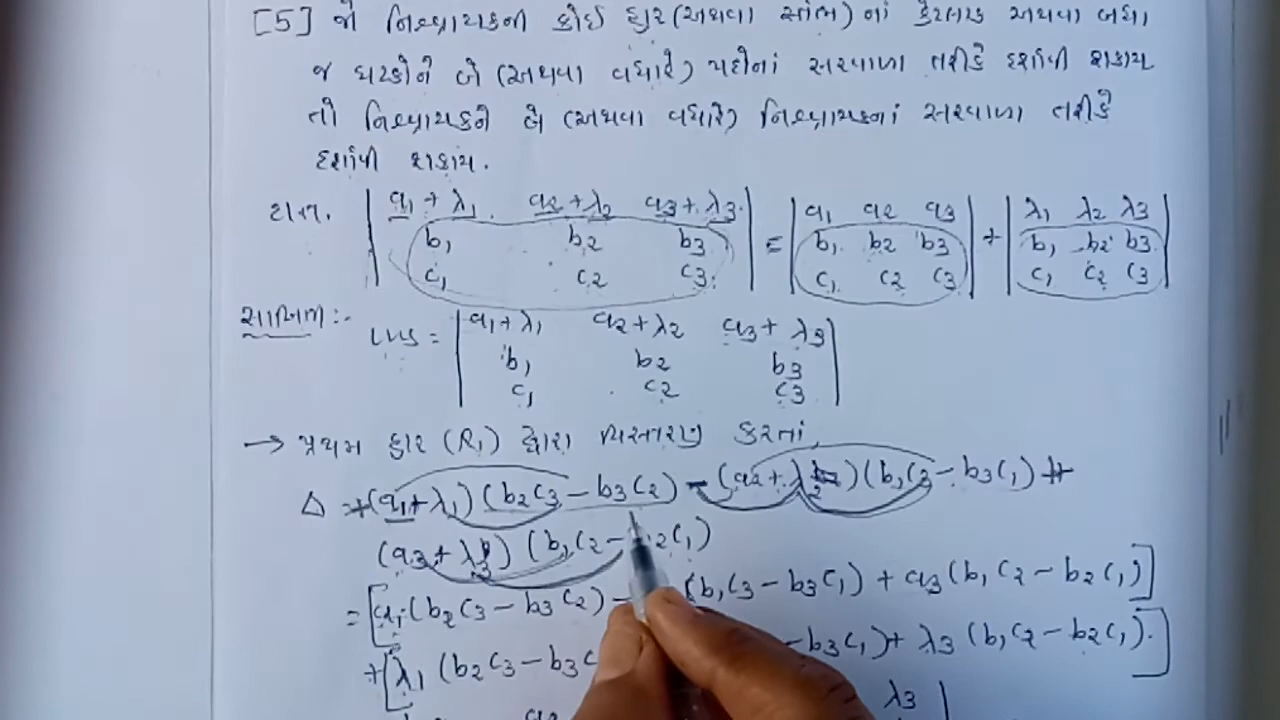 [5] જો નિશ્ચાયકની કોઈ હાર (અથવા સ્તંભ) નાં કેટલાક અથવા બધા
જ ઘટકોને બે (અથવા વધારે) પદોનાં સરવાળા તરીકે દર્શાવી શકાય
તો નિશ્ચાયકને બે (અથવા વધારે) નિશ્ચાયકનાં સરવાળા તરીકે
દર્શાવી શકાય.
| a₁ + λ₁ a₂ + λ₂ a₃ + λ₃ | = | a₁ a₂ a₃ | + | λ₁ λ₂ λ₃ |
| b₁ b₂ b₃ | | b₁ b₂ b₃ | | b₁ b₂ b₃ |
| c₁ c₂ c₃ | | c₁ c₂ c₃ | | c₁ c₂ c₃ |
સાબિતી :-
LHS = | a₁ + λ₁ a₂ + λ₂ a₃ + λ₃ |
| b₁ b₂ b₃ |
| c₁ c₂ c₃ |
→ પ્રથમ હાર (R₁) દ્વારા વિસ્તરણ કરતાં,
Δ = +(a₁ + λ₁) (b₂c₃ − b₃c₂) − (a₂ + λ₂) (b₁c₃ − b₃c₁) +
(a₃ + λ₃) (b₁c₂ − b₂c₁)
= [a₁ (b₂c₃ − b₃c₂) − (b₁c₃ − b₃c₁) + a₃ (b₁c₂ − b₂c₁)]
+ [λ₁ (b₂c₃ − b₃c − b₃c₁) + λ₃ (b₁c₂ − b₂c₁)]
a₂ λ₃